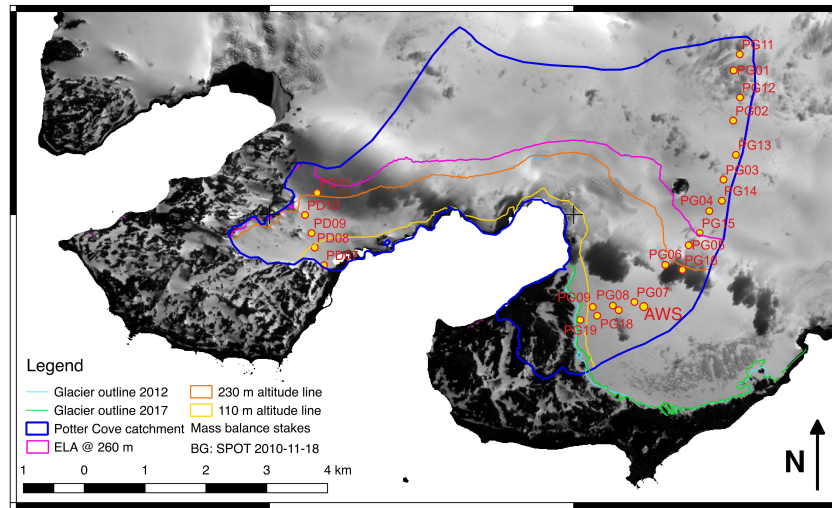 PG11
PG01
PG12
PG02
PG13
PG03
PG14
PG04
PG15
PG05
PG06
PG16
PD09
PD08
PG07
PG08
PG09
AWS
PG18
PG19
Legend
Glacier outline 2012
230 m altitude line
Glacier outline 2017
110 m altitude line
Potter Cove catchment
Mass balance stakes
ELA @ 260 m
BG: SPOT 2010-11-18
1 0 1 2 3 4 km
N